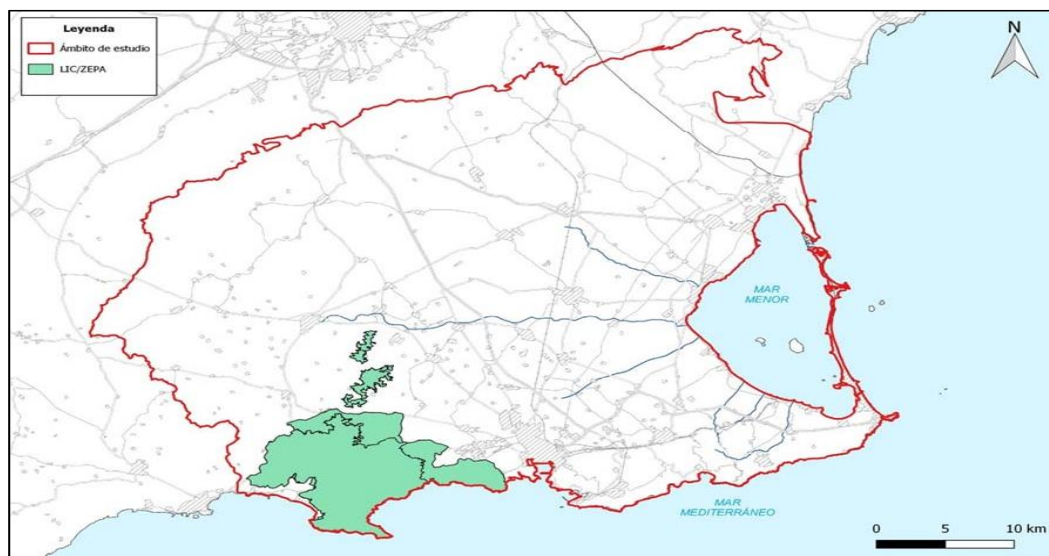 Leyenda
Ámbito de estudio
LIC/ZEPA
N
MAR
MENOR
MAR
MEDITERRÁNEO
0 5 10 km